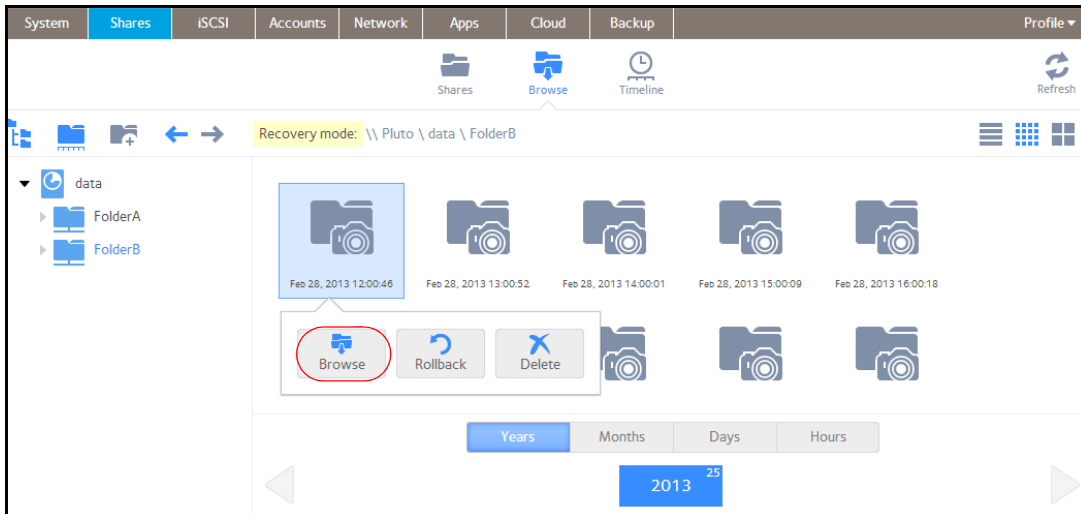 System Shares iSCSI Accounts Network Apps Cloud Backup Profile
Shares Browse Timeline Refresh
Recovery mode: \\ Pluto \ data \ FolderB
data
FolderA
FolderB
Feb 28, 2013 12:00:46 Feb 28, 2013 13:00:52 Feb 28, 2013 14:00:01 Feb 28, 2013 15:00:09 Feb 28, 2013 16:00:18
Browse Rollback Delete
Years Months Days Hours
2013 25